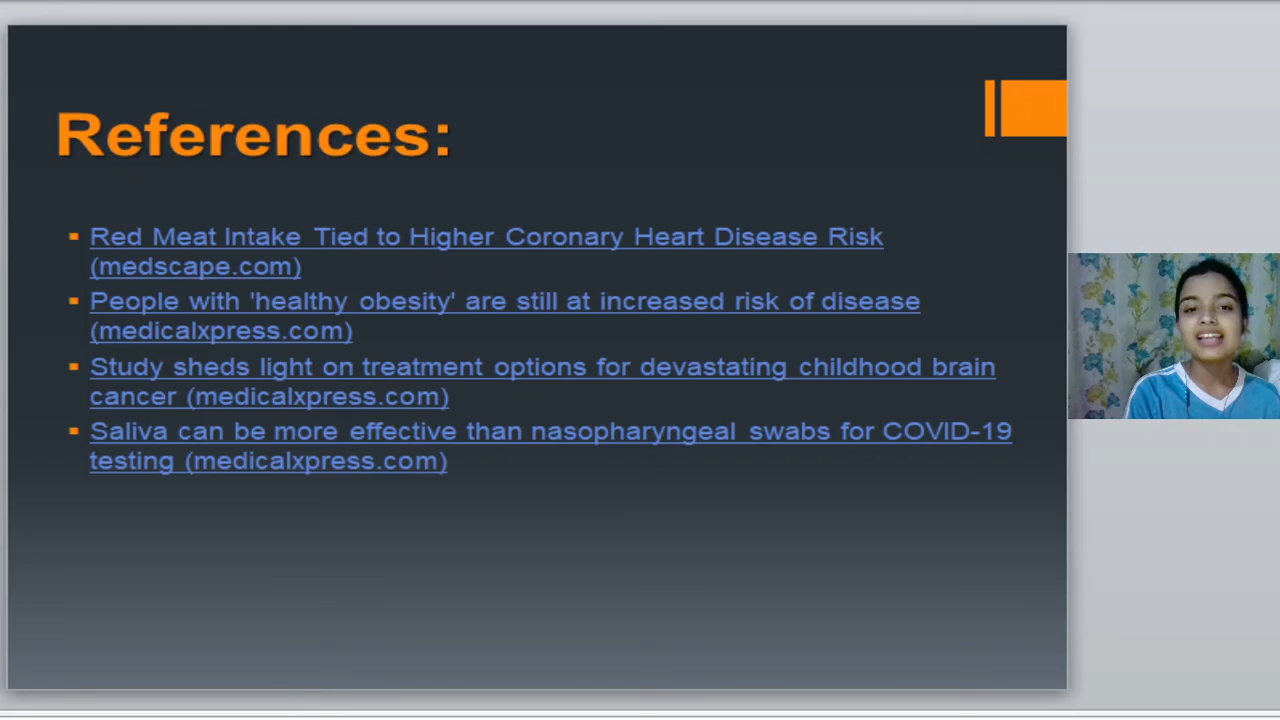 References:
Red Meat Intake Tied to Higher Coronary Heart Disease Risk
(medscape.com)
People with 'healthy obesity' are still at increased risk of disease
(medicalxpress.com)
Study sheds light on treatment options for devastating childhood brain
cancer (medicalxpress.com)
Saliva can be more effective than nasopharyngeal swabs for COVID-19
testing (medicalxpress.com)